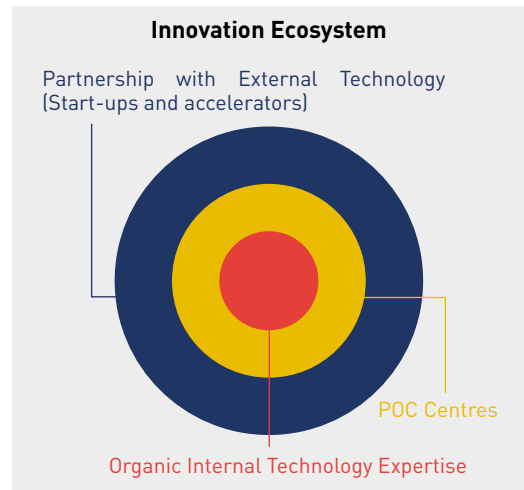 Innovation Ecosystem
Partnership with External Technology
(Start-ups and accelerators)
POC Centres
Organic Internal Technology Expertise